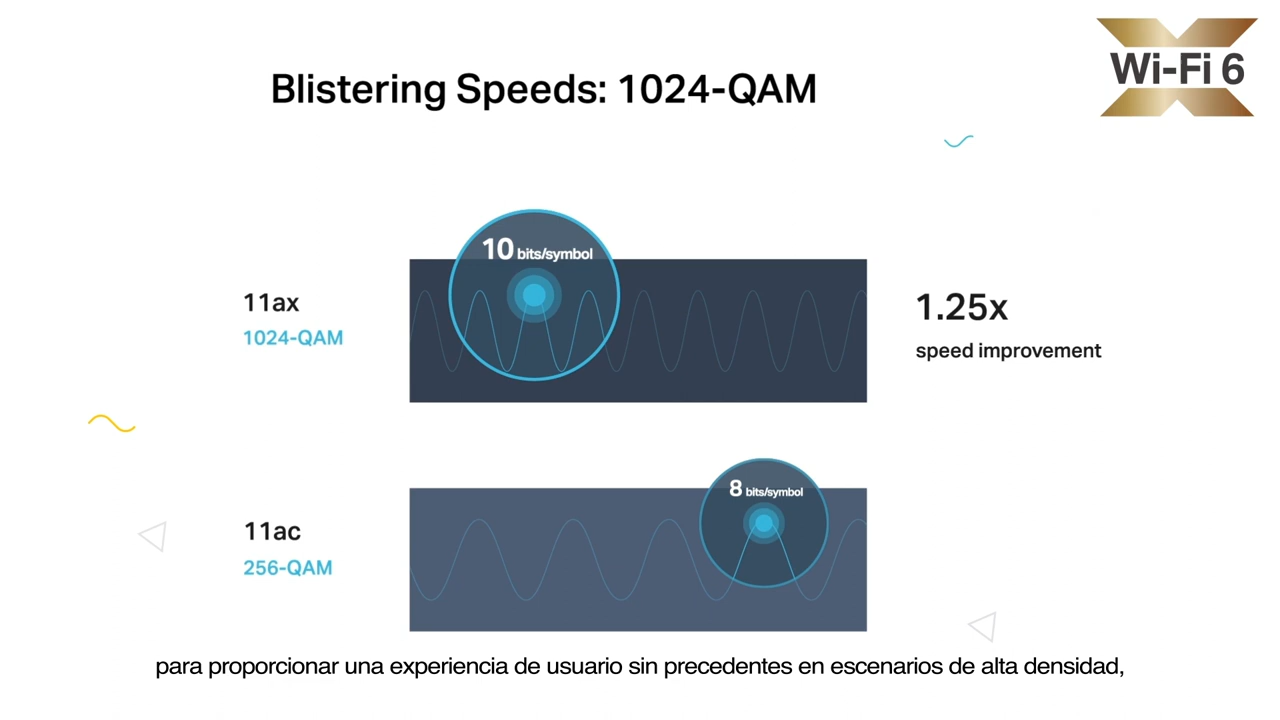 Wi-Fi 6
Blistering Speeds: 1024-QAM
10 bits/symbol
11ax
1024-QAM
1.25x
speed improvement
8 bits/symbol
11ac
256-QAM
para proporcionar una experiencia de usuario sin precedentes en escenarios de alta densidad,